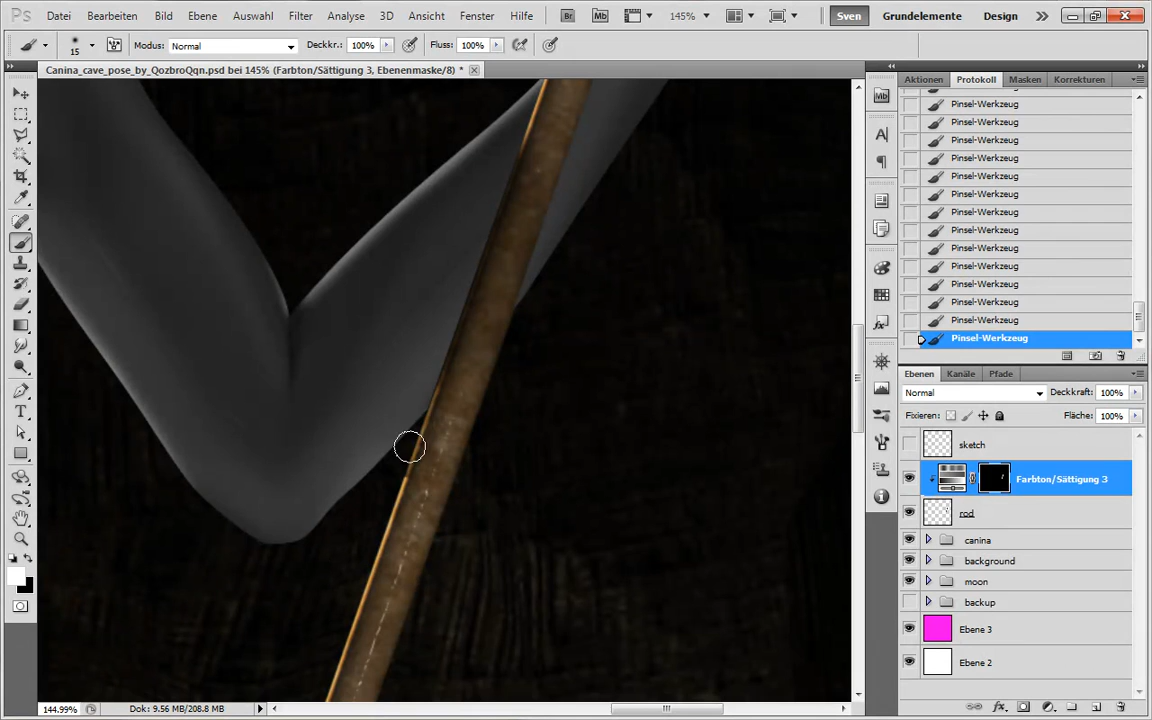 Ps Datei Bearbeiten Bild Ebene Auswahl Filter Analyse 3D Ansicht Fenster Hilfe Br Mb 145% Sven Grundelemente Design
15 Modus: Normal Deckkr.: 100% Fluss: 100%
Canina_cave_pose_by_QozbroQqn.psd bei 145% (Farbton/Sättigung 3, Ebenenmaske/8) *
Aktionen Protokoll Masken Korrekturen
Mb
Pinsel-Werkzeug
Pinsel-Werkzeug
Pinsel-Werkzeug
Pinsel-Werkzeug
Pinsel-Werkzeug
Pinsel-Werkzeug
Pinsel-Werkzeug
Pinsel-Werkzeug
Pinsel-Werkzeug
Pinsel-Werkzeug
Pinsel-Werkzeug
Pinsel-Werkzeug
Pinsel-Werkzeug
Pinsel-Werkzeug
Ebenen Kanäle Pfade
Normal Deckkraft: 100%
Fixieren: Fläche: 100%
sketch
Farbton/Sättigung 3
rod
canina
background
moon
backup
Ebene 3
Ebene 2
144.99% Dok: 9.56 MB/208.8 MB